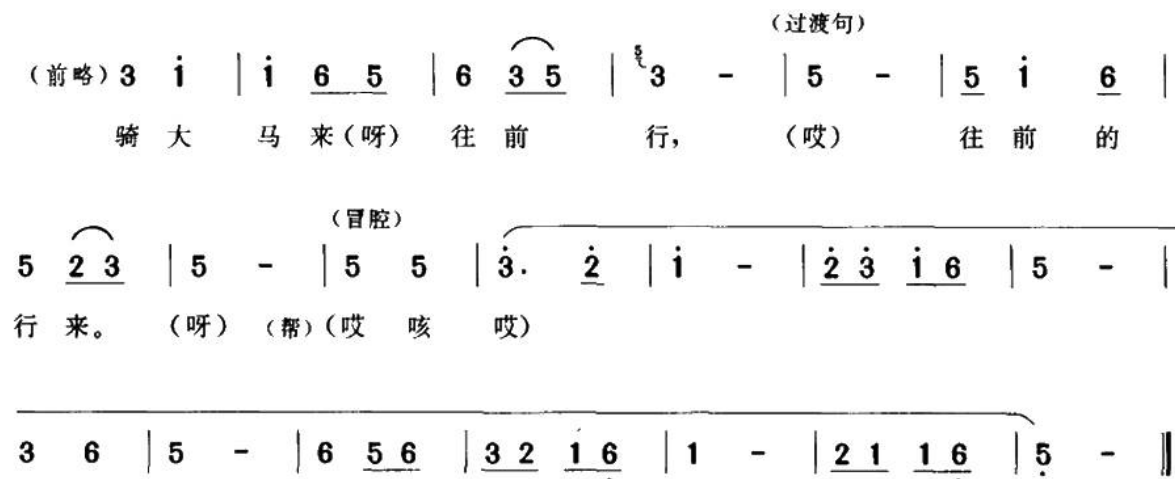 （过渡句）
（前略）3 i̇ | i̇ 6 5 | 6 3 5 | ⁵3 - | 5 - | 5 i̇ 6 |
骑 大 马 来（呀） 往 前 行， （哎） 往 前 的
（冒腔）
5 2 3 | 5 - | 5 5 | 3̇. 2̇ | i̇ - | 2̇ 3̇ i̇ 6 | 5 - |
行 来。 （呀） （帮）（哎 咳 哎）
3 6 | 5 - | 6 5 6 | 3 2 1 6̣ | 1 - | 2 1 1 6̣ | 5̣ - ‖